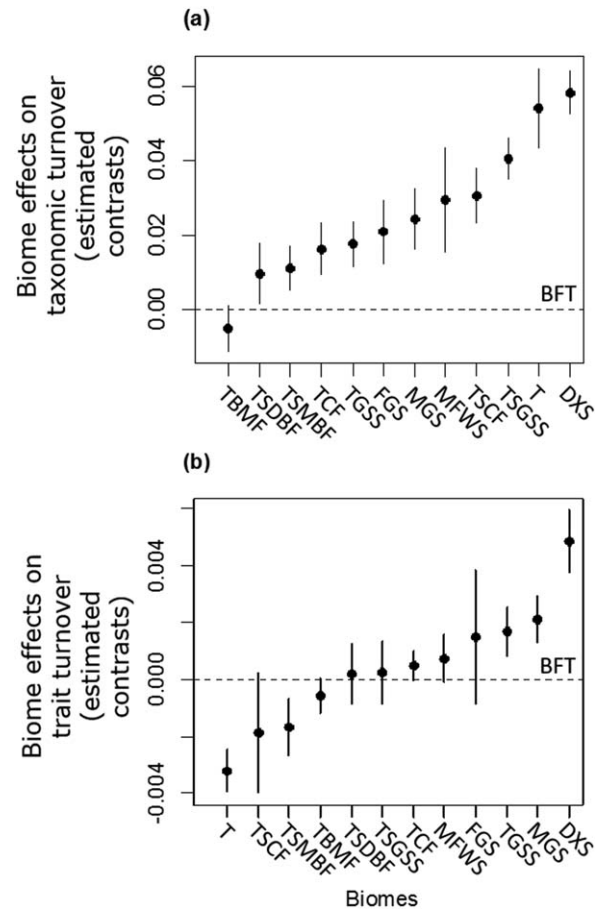 (a)
Biome effects on
taxonomic turnover
(estimated
contrasts)
0.06
0.04
0.02
0.00
BFT
TBMF TSDBF TSMBF TCF TGSS FGS MGS MFWS TSCF TSGSS T DXS
(b)
Biome effects on
trait turnover
(estimated
contrasts)
0.004
0.000
-0.004
BFT
T TSCF TSMBF TBMF TSDBF TSGSS TCF MFWS FGS TGSS MGS DXS
Biomes